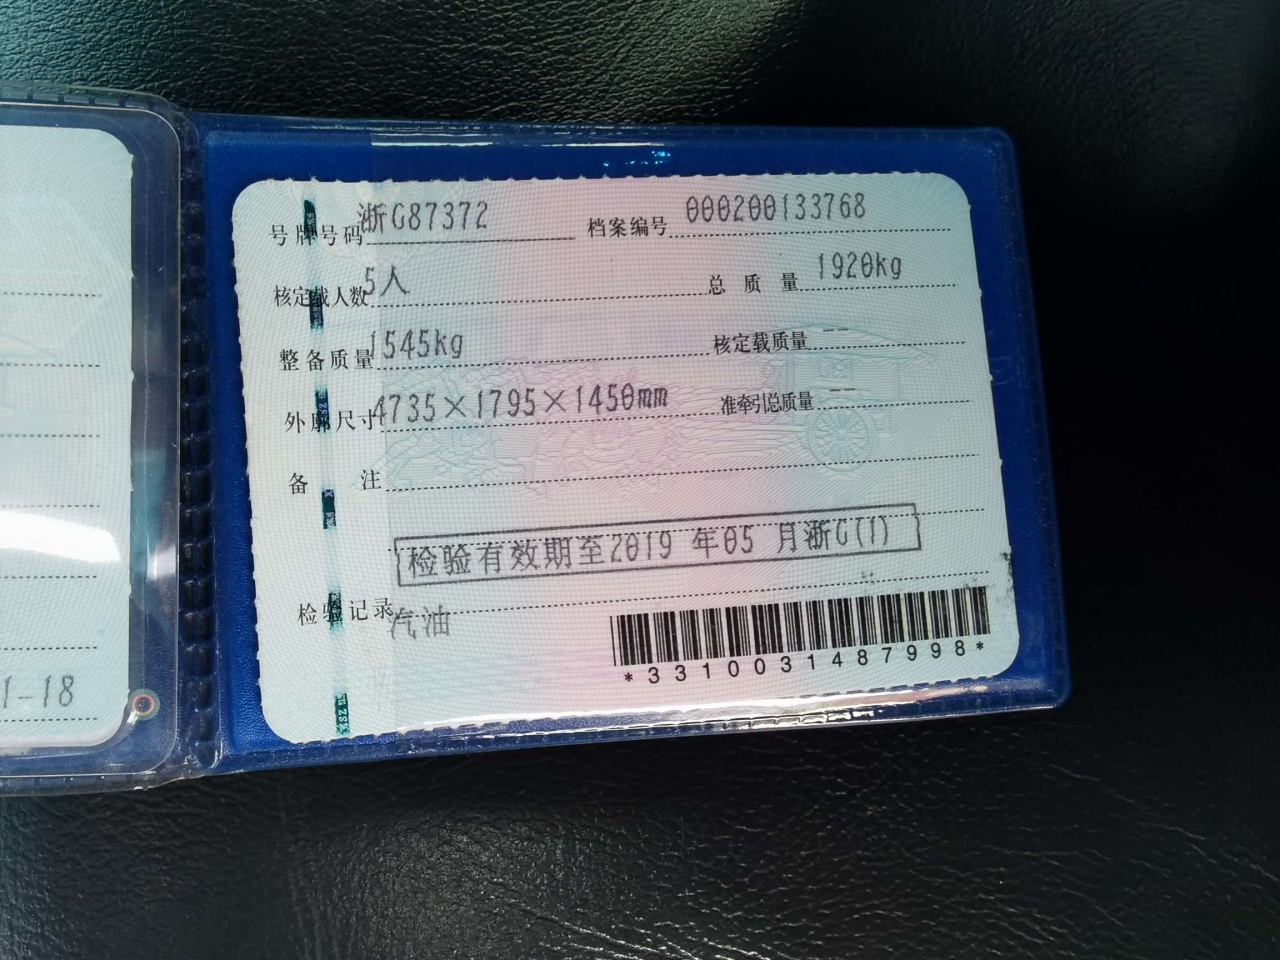 号牌号码 浙G87372 档案编号 000200133768
核定载人数 5人 总质量 1920kg
整备质量 1545kg 核定载质量 --
外廓尺寸 4735×1795×1450mm 准牵引总质量 --
备注
检验有效期至2019 年05 月浙G(1)
检验记录
汽油
*3310031487998*
1-18